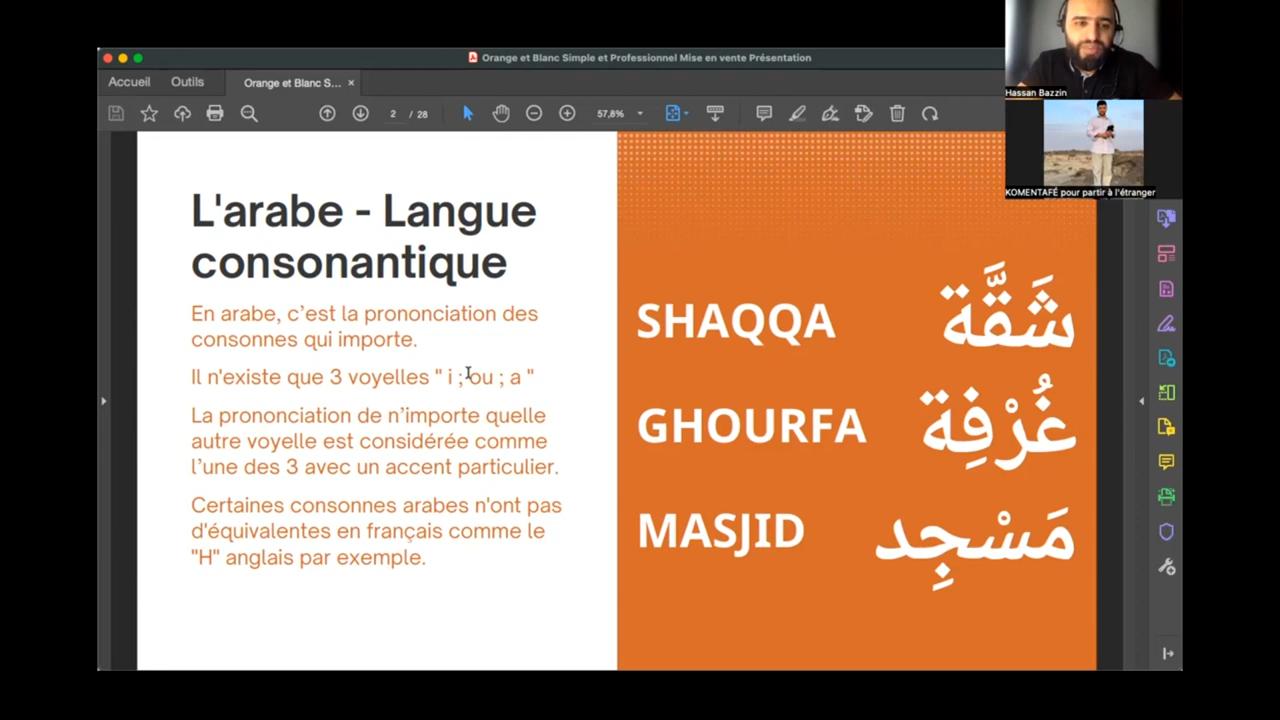 Orange et Blanc Simple et Professionnel Mise en vente Présentation
Accueil Outils Orange et Blanc S... ×
2 / 28 57,8%
Hassan Bazzin
KOMENTAFÉ pour partir à l'étranger
L'arabe - Langue
consonantique
En arabe, c’est la prononciation des
consonnes qui importe.
Il n'existe que 3 voyelles " i ; ou ; a "
La prononciation de n’importe quelle
autre voyelle est considérée comme
l’une des 3 avec un accent particulier.
Certaines consonnes arabes n'ont pas
d'équivalentes en français comme le
"H" anglais par exemple.
SHAQQA شَقَّة
GHOURFA غُرْفِة
MASJID مَسْجِد